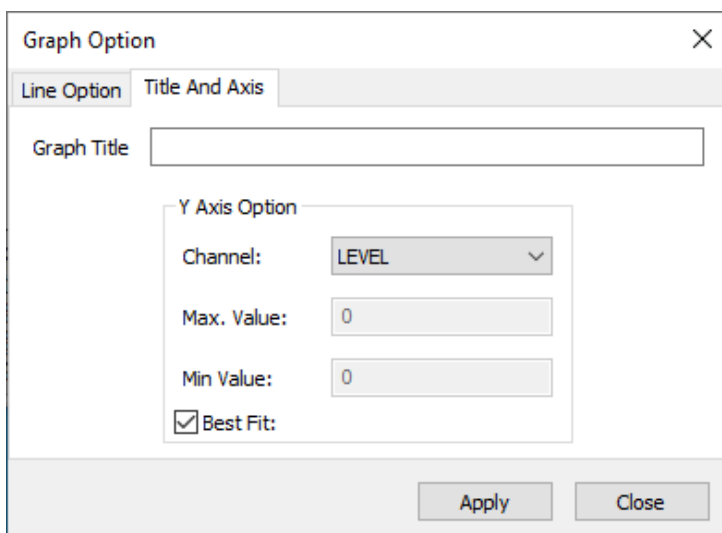 Graph Option
Line Option Title And Axis
Graph Title
Y Axis Option
Channel: LEVEL
Max. Value: 0
Min Value: 0
Best Fit:
Apply Close